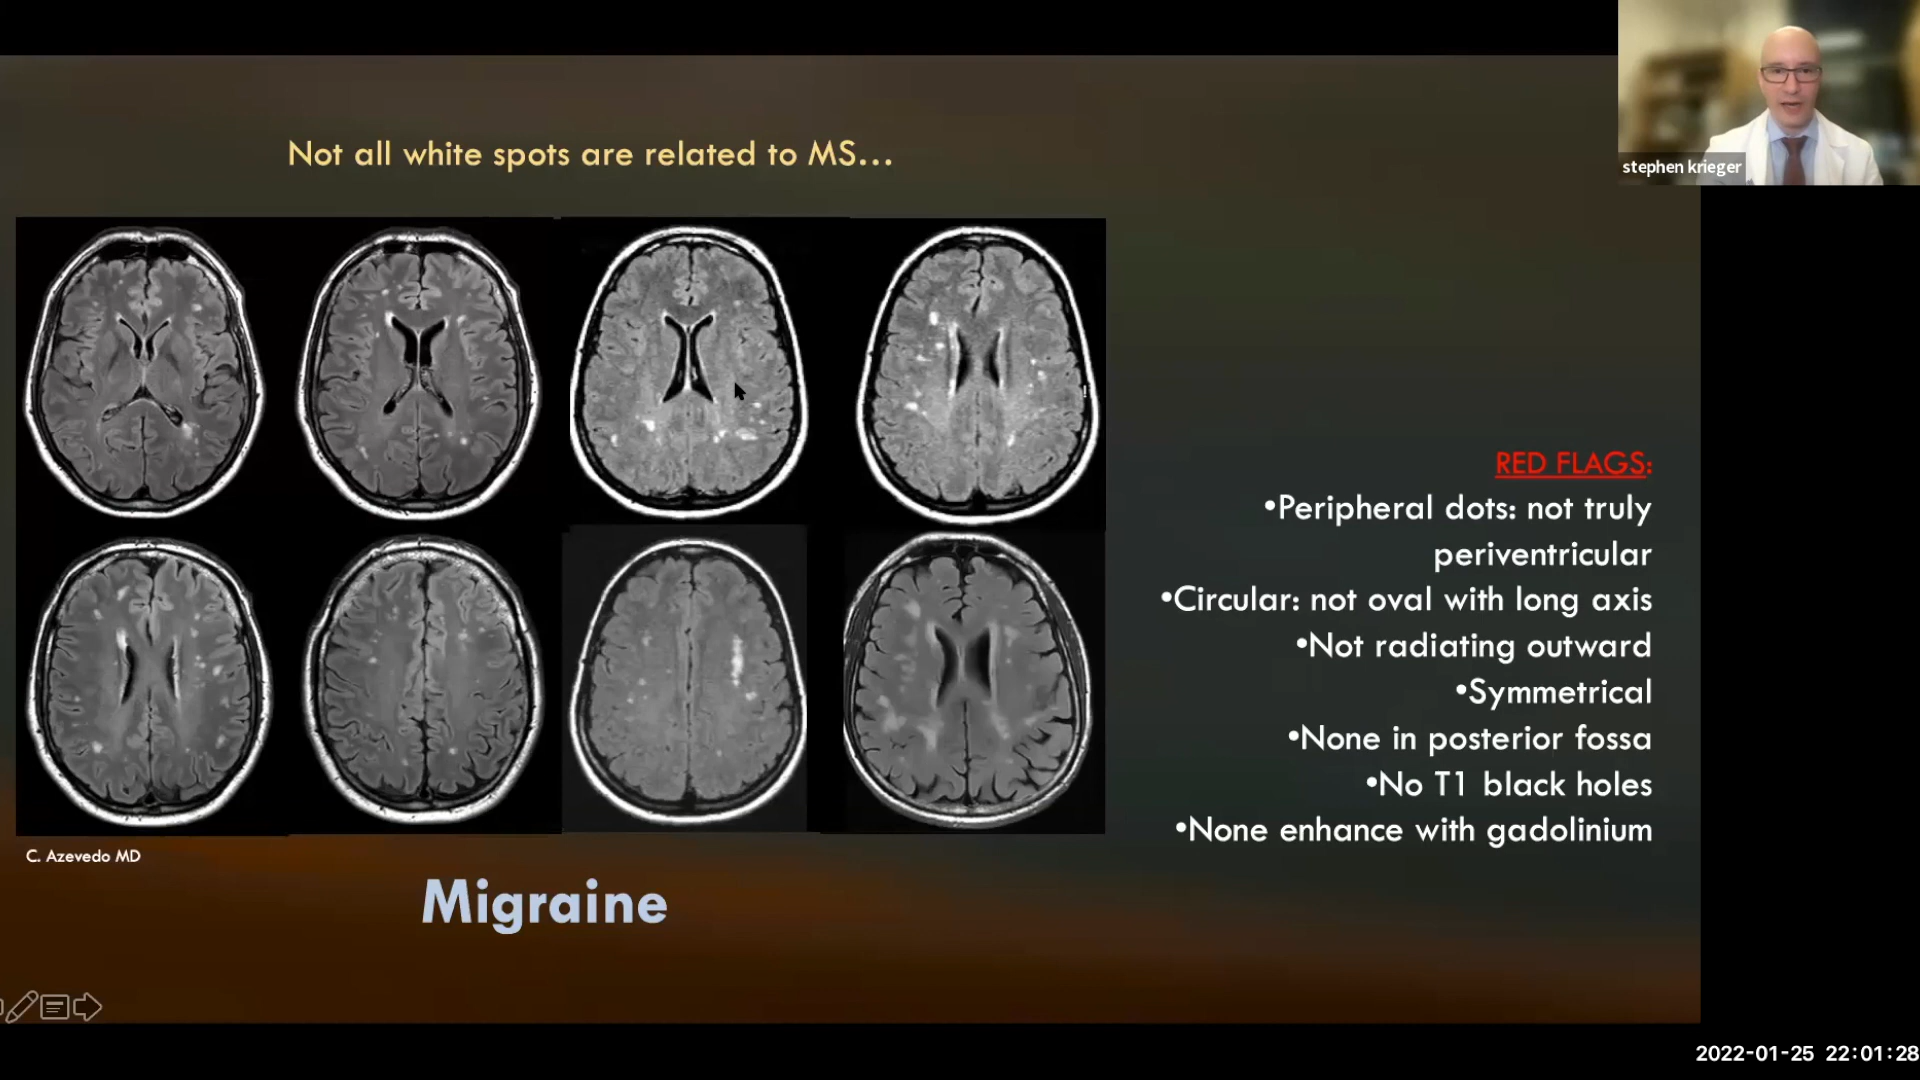 stephen krieger
Not all white spots are related to MS...
RED FLAGS:
•Peripheral dots: not truly
periventricular
•Circular: not oval with long axis
•Not radiating outward
•Symmetrical
•None in posterior fossa
•No T1 black holes
•None enhance with gadolinium
C. Azevedo MD
Migraine
2022-01-25 22:01:28